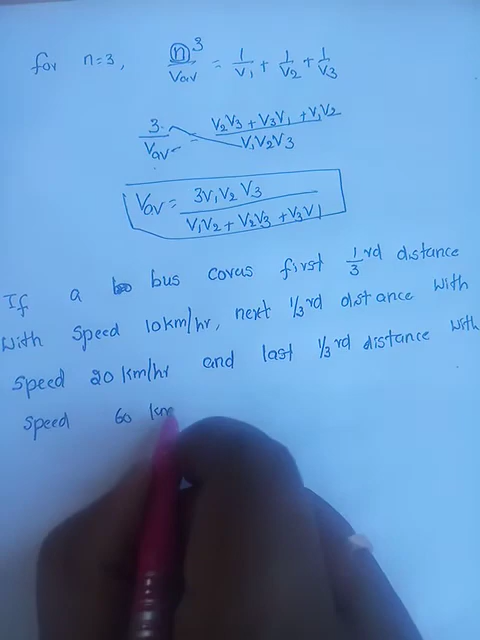 for n=3, n 3/Vav = 1/V1 + 1/V2 + 1/V3
3/Vav = V2V3 + V3V1 + V1V2 / V1V2V3
Vav = 3V1V2V3 / V1V2 + V2V3 + V3V1
If a bus covers first 1/3rd distance
with speed 10km/hr, next 1/3rd distance with
speed 20 km/hr and last 1/3rd distance with
speed 60 km